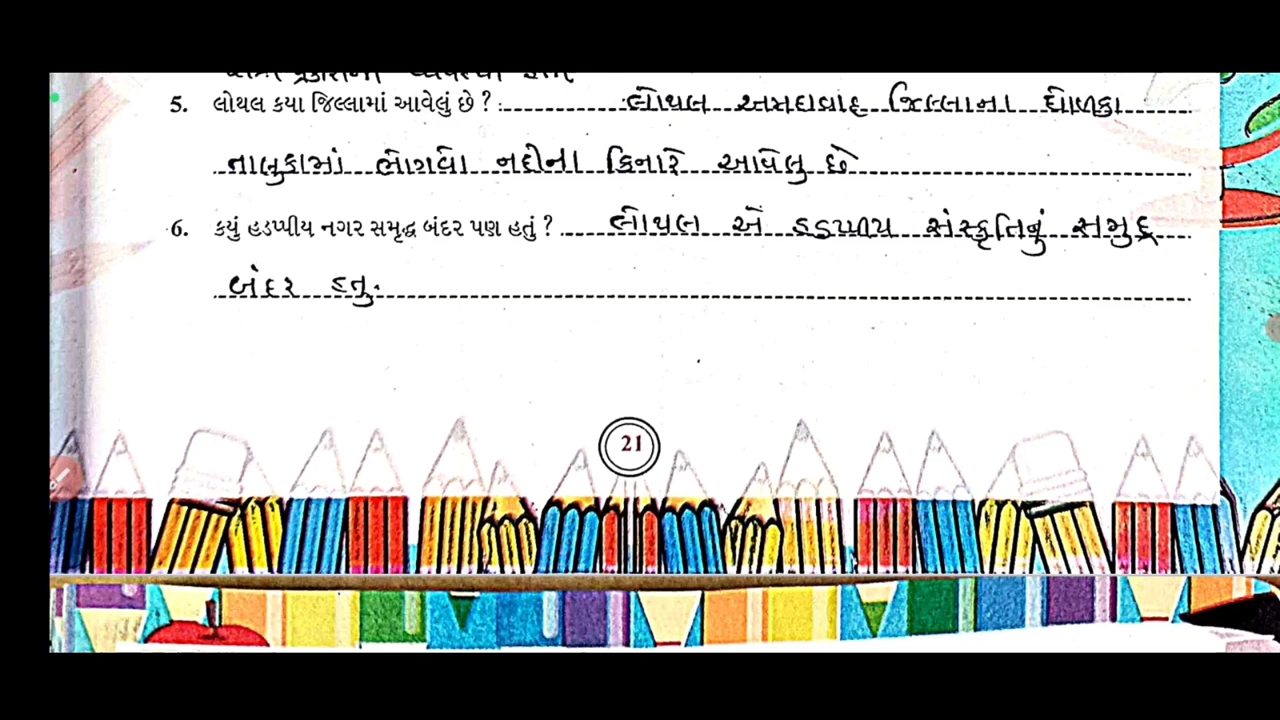 5. લોથલ કયા જિલ્લામાં આવેલું છે ? લોથલ અમદાવાદ જિલ્લાના ધોળકા
તાલુકામાં ભોગવો નદીના કિનારે આવેલુ છે
6. કયું હડપ્પીય નગર સમૃદ્ધ બંદર પણ હતું ? લોથલ એ હડપ્પીય સંસ્કૃતિનું સમુદ્ર
બંદર હતુ.
21